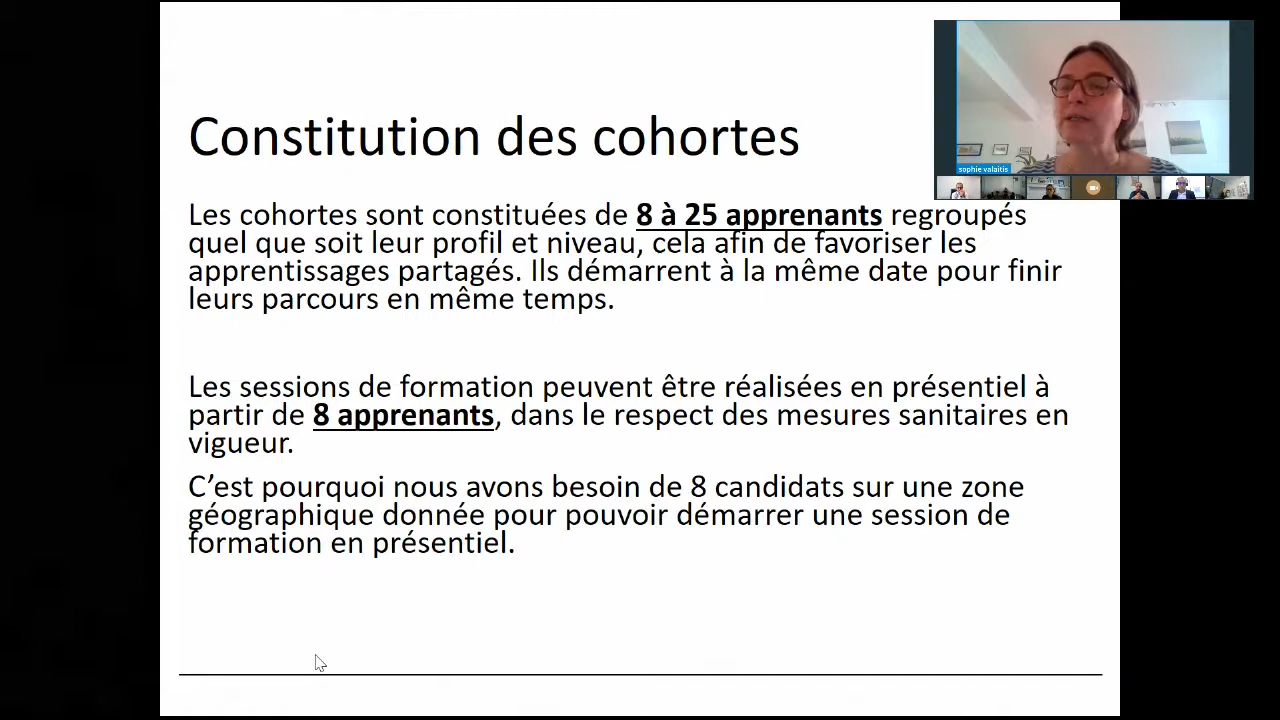 Constitution des cohortes
sophie valaitis
Les cohortes sont constituées de 8 à 25 apprenants regroupés
quel que soit leur profil et niveau, cela afin de favoriser les
apprentissages partagés. Ils démarrent à la même date pour finir
leurs parcours en même temps.
Les sessions de formation peuvent être réalisées en présentiel à
partir de 8 apprenants, dans le respect des mesures sanitaires en
vigueur.
C’est pourquoi nous avons besoin de 8 candidats sur une zone
géographique donnée pour pouvoir démarrer une session de
formation en présentiel.